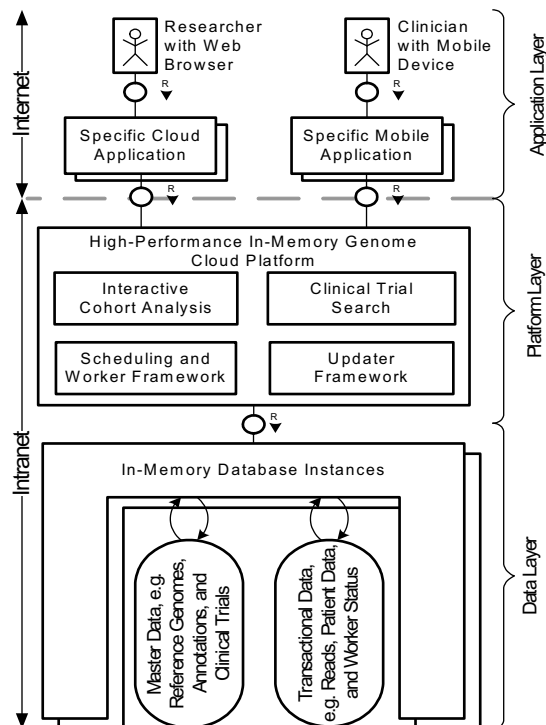 Researcher
with Web
Browser
Clinician
with Mobile
Device
R
R
Specific Cloud
Application
Specific Mobile
Application
R
R
High-Performance In-Memory Genome
Cloud Platform
Interactive
Cohort Analysis
Clinical Trial
Search
Scheduling and
Worker Framework
Updater
Framework
R
In-Memory Database Instances
Master Data, e.g.
Reference Genomes,
Annotations, and
Clinical Trials
Transactional Data,
e.g. Reads, Patient Data,
and Worker Status
Internet
Intranet
Application Layer
Platform Layer
Data Layer